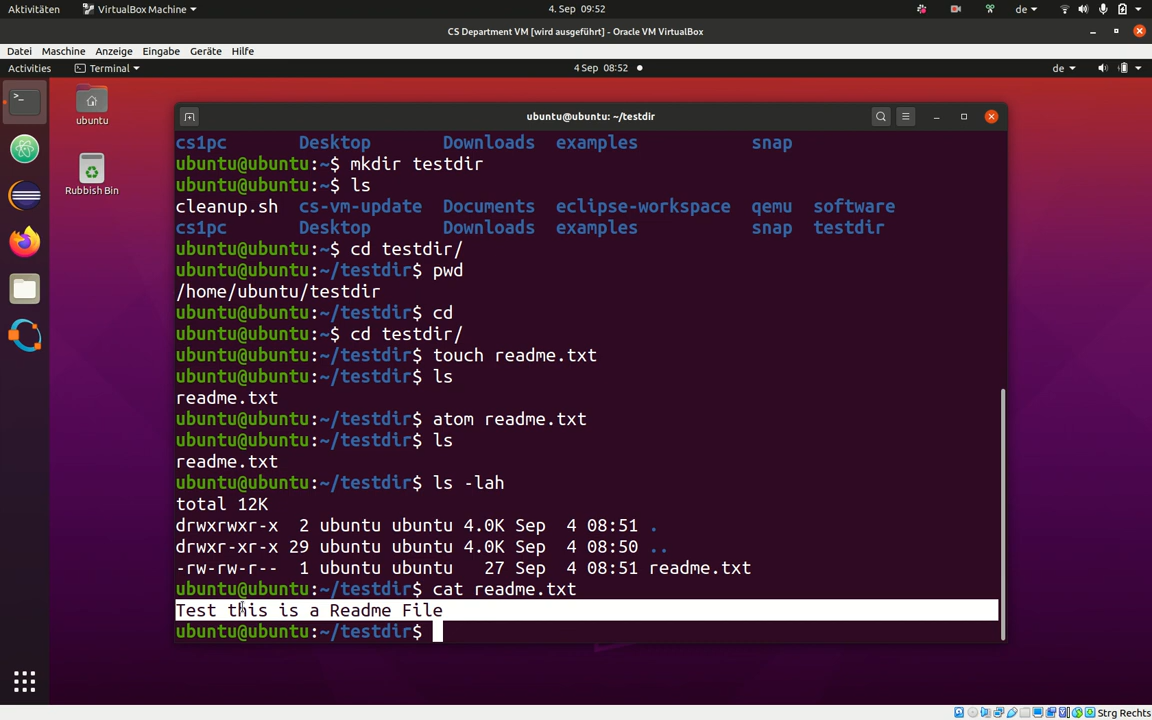 Aktivitäten VirtualBox Machine 4. Sep 09:52 de
CS Department VM [wird ausgeführt] - Oracle VM VirtualBox
Datei Maschine Anzeige Eingabe Geräte Hilfe
Activities Terminal 4 Sep 08:52 de
ubuntu
Rubbish Bin
ubuntu@ubuntu: ~/testdir
cs1pc Desktop Downloads examples snap
ubuntu@ubuntu:~$ mkdir testdir
ubuntu@ubuntu:~$ ls
cleanup.sh cs-vm-update Documents eclipse-workspace qemu software
cs1pc Desktop Downloads examples snap testdir
ubuntu@ubuntu:~$ cd testdir/
ubuntu@ubuntu:~/testdir$ pwd
/home/ubuntu/testdir
ubuntu@ubuntu:~/testdir$ cd
ubuntu@ubuntu:~$ cd testdir/
ubuntu@ubuntu:~/testdir$ touch readme.txt
ubuntu@ubuntu:~/testdir$ ls
readme.txt
ubuntu@ubuntu:~/testdir$ atom readme.txt
ubuntu@ubuntu:~/testdir$ ls
readme.txt
ubuntu@ubuntu:~/testdir$ ls -lah
total 12K
drwxrwxr-x 2 ubuntu ubuntu 4.0K Sep 4 08:51 .
drwxr-xr-x 29 ubuntu ubuntu 4.0K Sep 4 08:50 ..
-rw-rw-r-- 1 ubuntu ubuntu 27 Sep 4 08:51 readme.txt
ubuntu@ubuntu:~/testdir$ cat readme.txt
Test this is a Readme File
ubuntu@ubuntu:~/testdir$
Strg Rechts